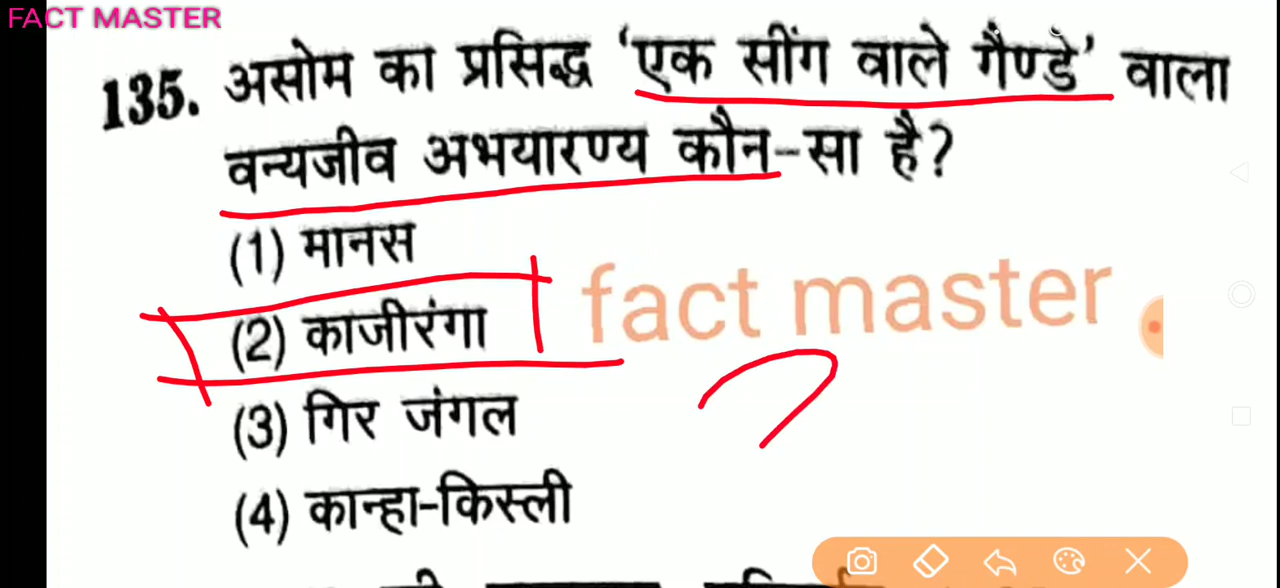 FACT MASTER
135. असोम का प्रसिद्ध 'एक सींग वाले गैण्डे' वाला
वन्यजीव अभयारण्य कौन-सा है?
(1) मानस
(2) काजीरंगा
fact master
(3) गिर जंगल
(4) कान्हा-किस्ली